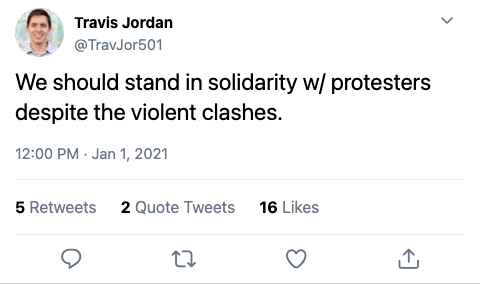 Travis Jordan
@TravJor501
We should stand in solidarity w/ protesters
despite the violent clashes.
12:00 PM · Jan 1, 2021
5 Retweets 2 Quote Tweets 16 Likes